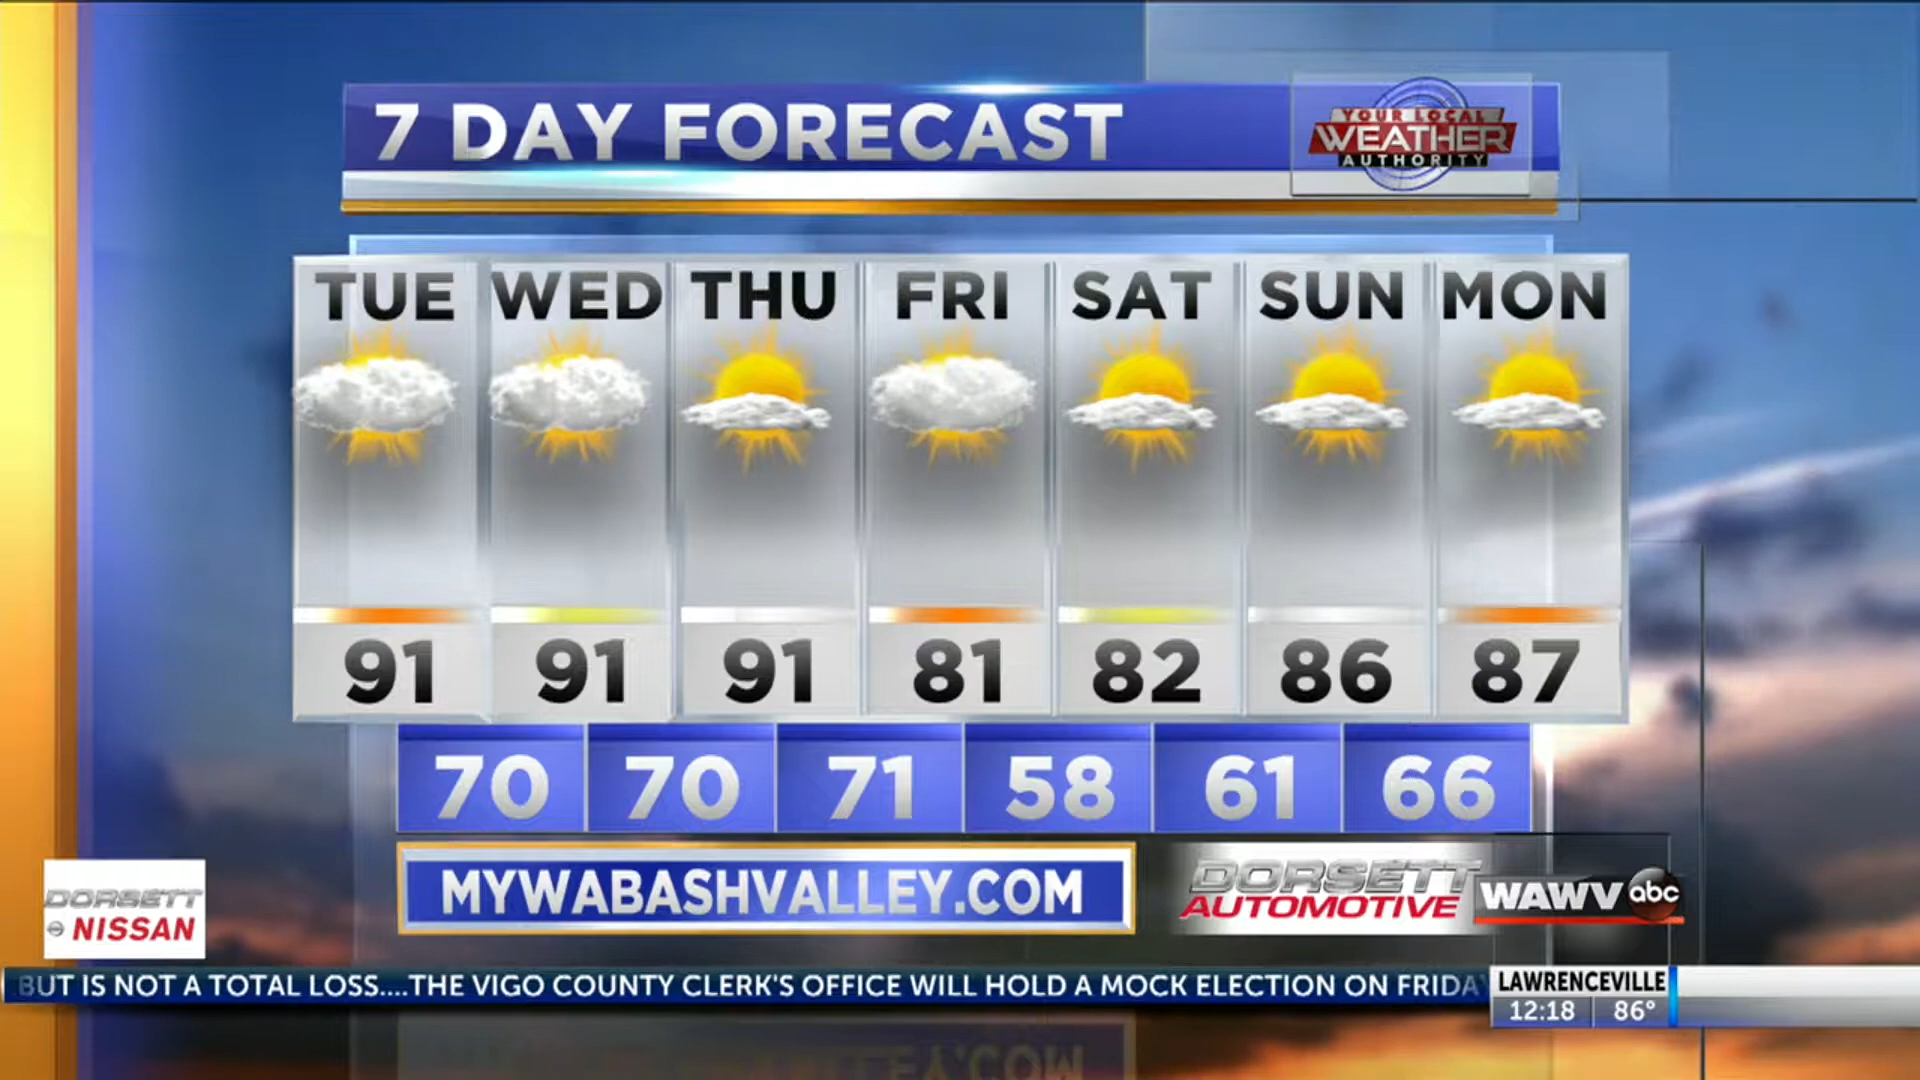 7 DAY FORECAST
YOUR LOCAL
WEATHER
AUTHORITY
TUE WED THU FRI SAT SUN MON
91 91 91 81 82 86 87
70 70 71 58 61 66
MYWABASHVALLEY.COM
DORSETT
AUTOMOTIVE
WAWV abc
DORSETT
NISSAN
BUT IS NOT A TOTAL LOSS....THE VIGO COUNTY CLERK'S OFFICE WILL HOLD A MOCK ELECTION ON FRIDAY
LAWRENCEVILLE
12:18 86°